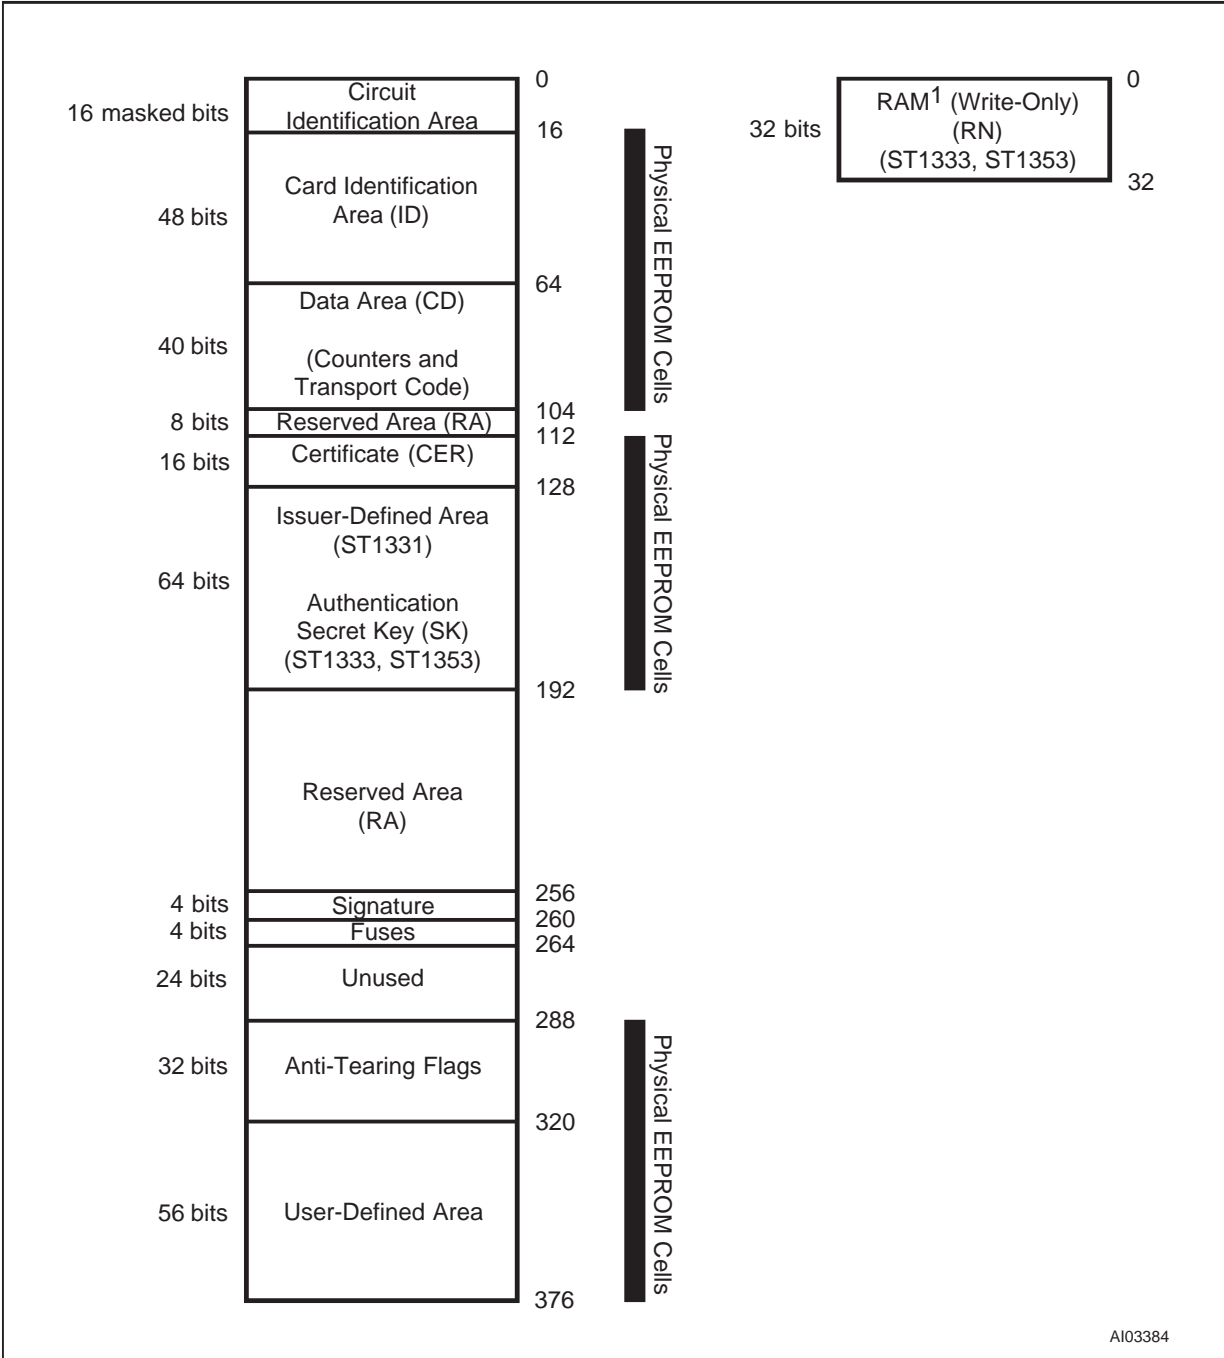 0
Circuit
Identification Area
16 masked bits
16
Card Identification
Area (ID)
48 bits
64
Data Area (CD)
(Counters and
Transport Code)
40 bits
104
8 bits
Reserved Area (RA)
112
Certificate (CER)
16 bits
128
Issuer-Defined Area
(ST1331)
64 bits
Authentication
Secret Key (SK)
(ST1333, ST1353)
192
Reserved Area
(RA)
256
4 bits
Signature
260
4 bits
Fuses
264
24 bits
Unused
288
32 bits
Anti-Tearing Flags
320
56 bits
User-Defined Area
376
Physical EEPROM Cells
Physical EEPROM Cells
Physical EEPROM Cells
0
RAM1 (Write-Only)
(RN)
(ST1333, ST1353)
32 bits
32
AI03384